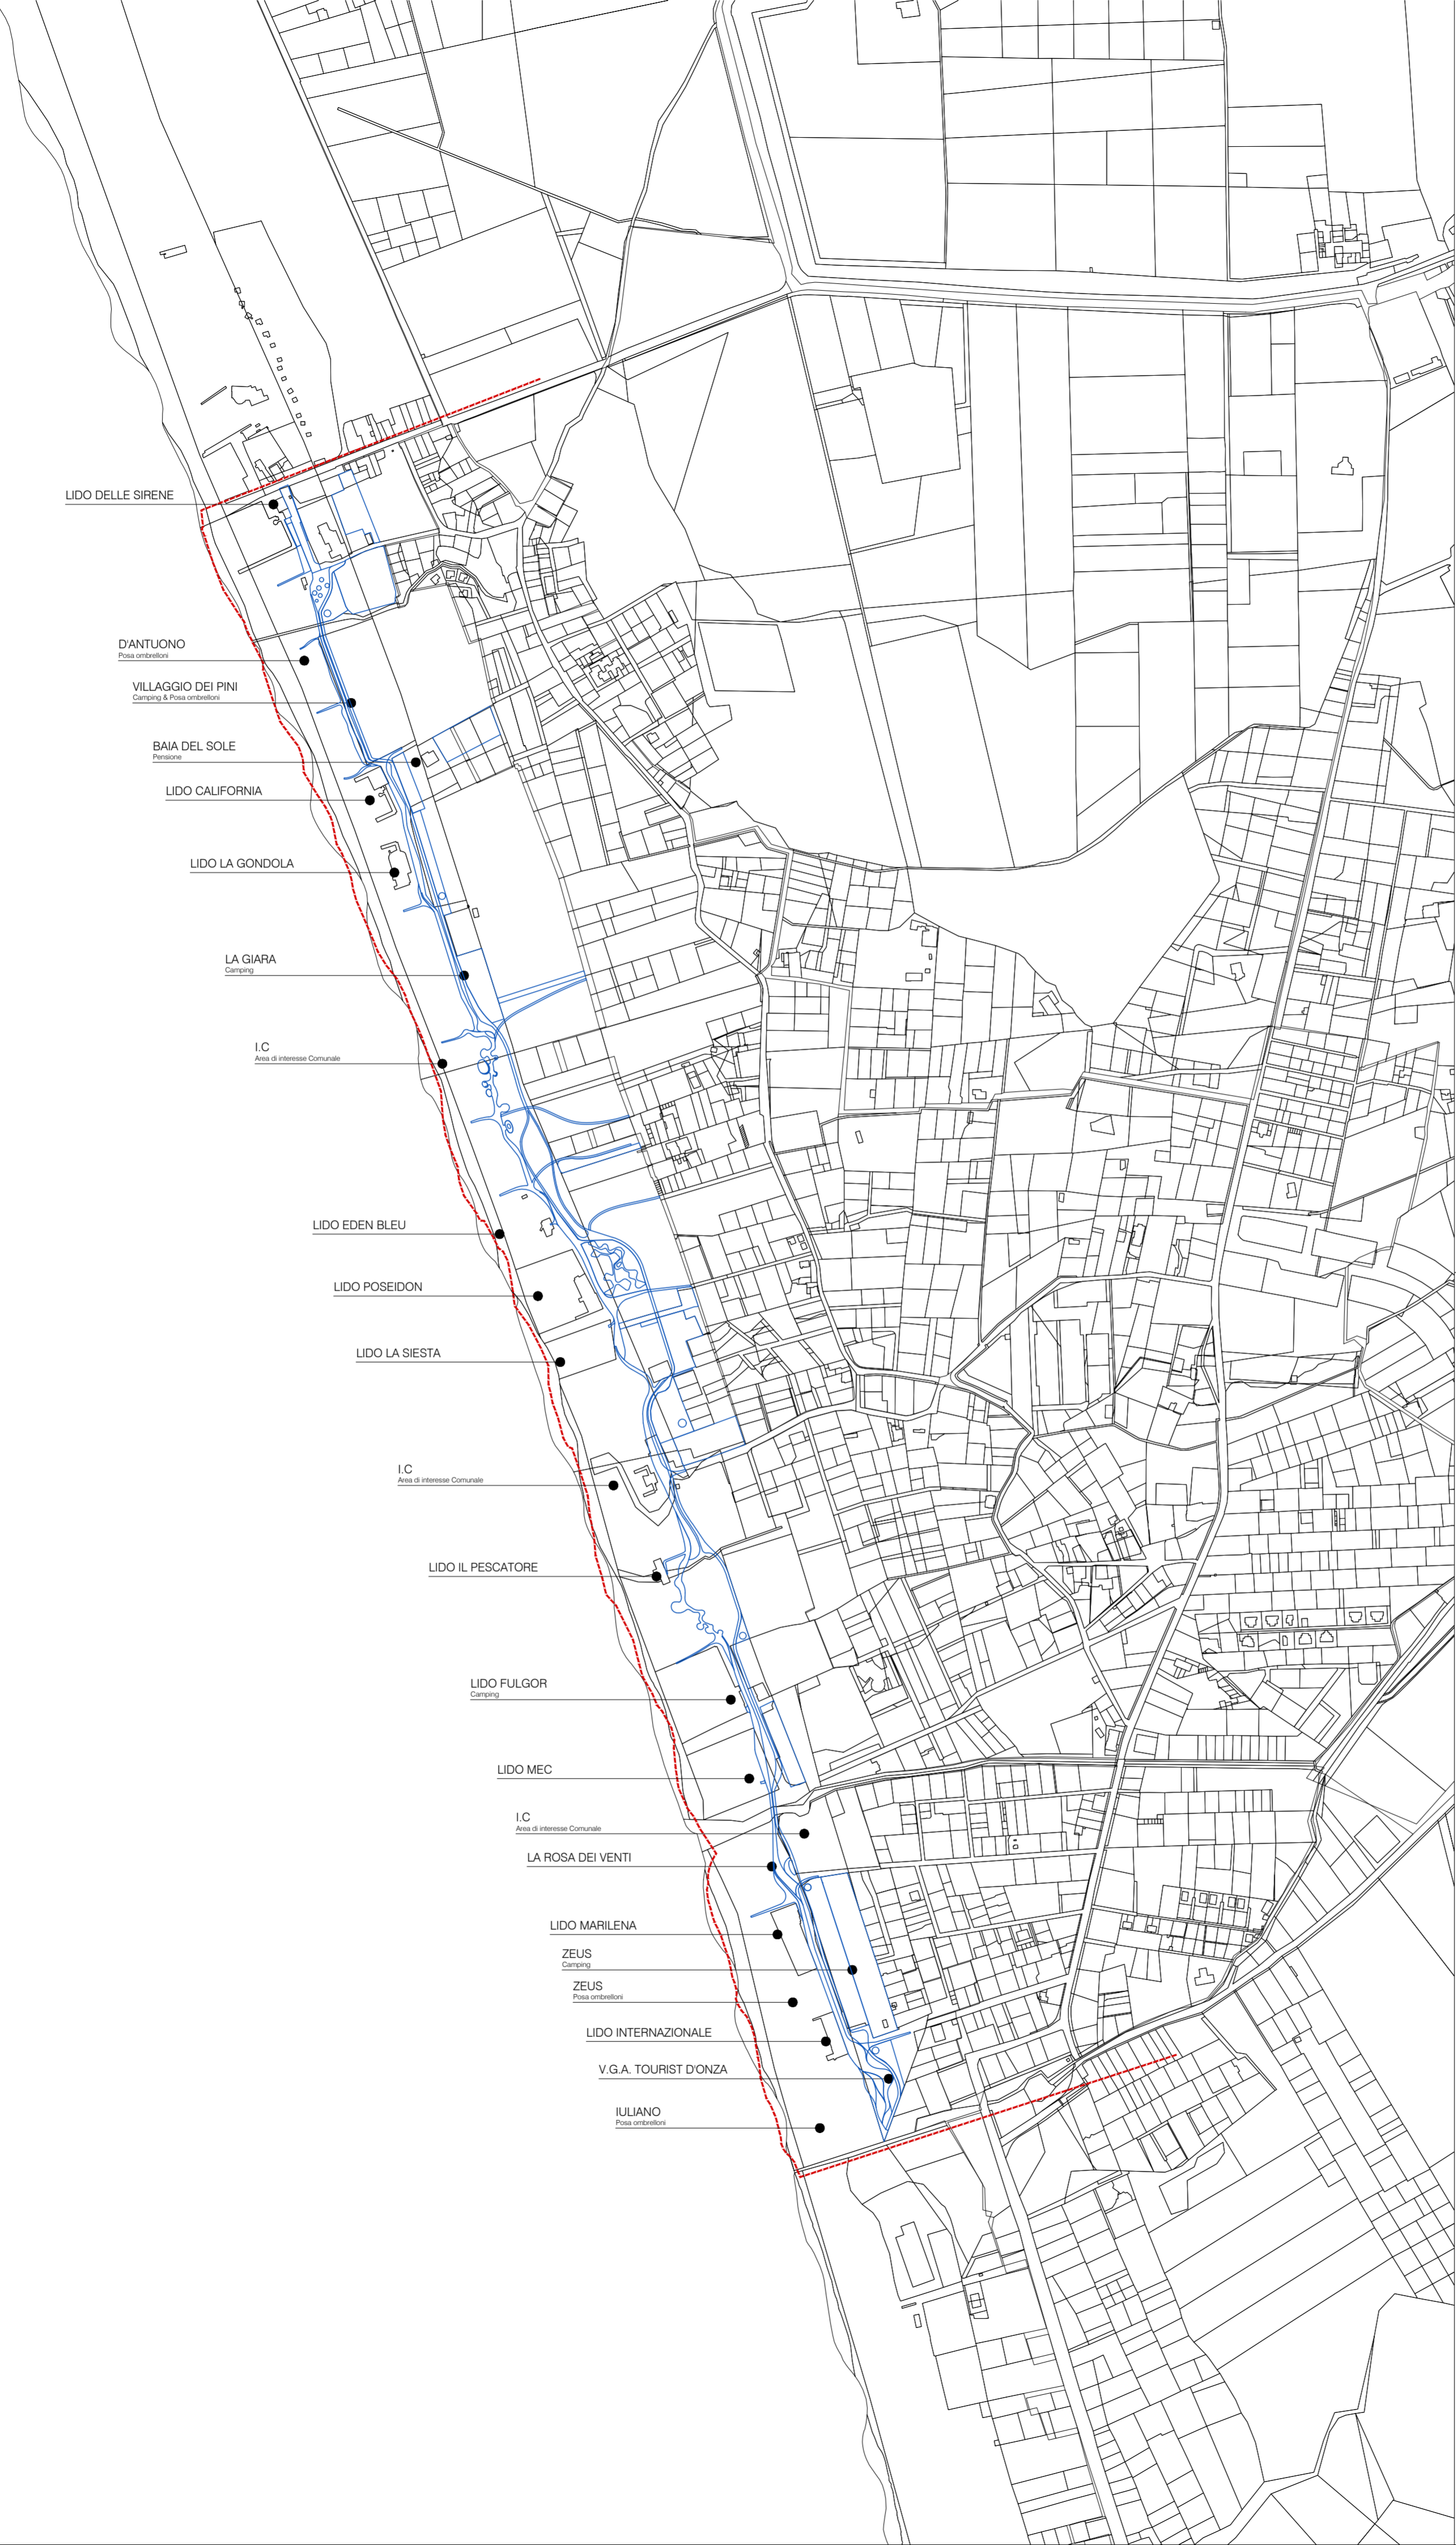 LIDO DELLE SIRENE
D'ANTUONO
Posa ombrelloni
VILLAGGIO DEI PINI
Camping & Posa ombrelloni
BAIA DEL SOLE
Pensione
LIDO CALIFORNIA
LIDO LA GONDOLA
LA GIARA
Camping
I.C
Area di interesse Comunale
LIDO EDEN BLEU
LIDO POSEIDON
LIDO LA SIESTA
I.C
Area di interesse Comunale
LIDO IL PESCATORE
LIDO FULGOR
Camping
LIDO MEC
I.C
Area di interesse Comunale
LA ROSA DEI VENTI
LIDO MARILENA
ZEUS
Camping
ZEUS
Posa ombrelloni
LIDO INTERNAZIONALE
V.G.A. TOURIST D'ONZA
IULIANO
Posa ombrelloni